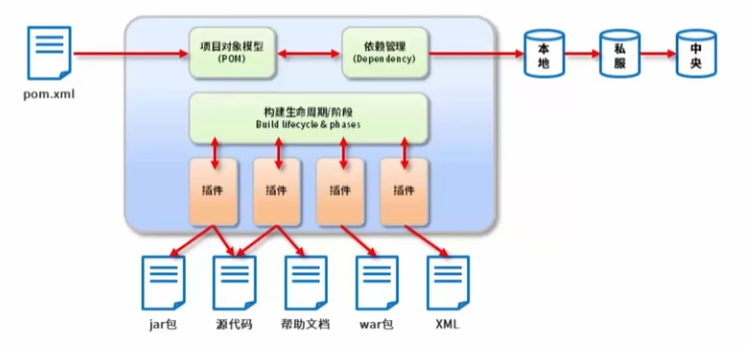 pom.xml
项目对象模型
(POM)
依赖管理
(Dependency)
本地
私服
中央
构建生命周期/阶段
Build lifecycle & phases
插件
插件
插件
插件
jar包
源代码
帮助文档
war包
XML